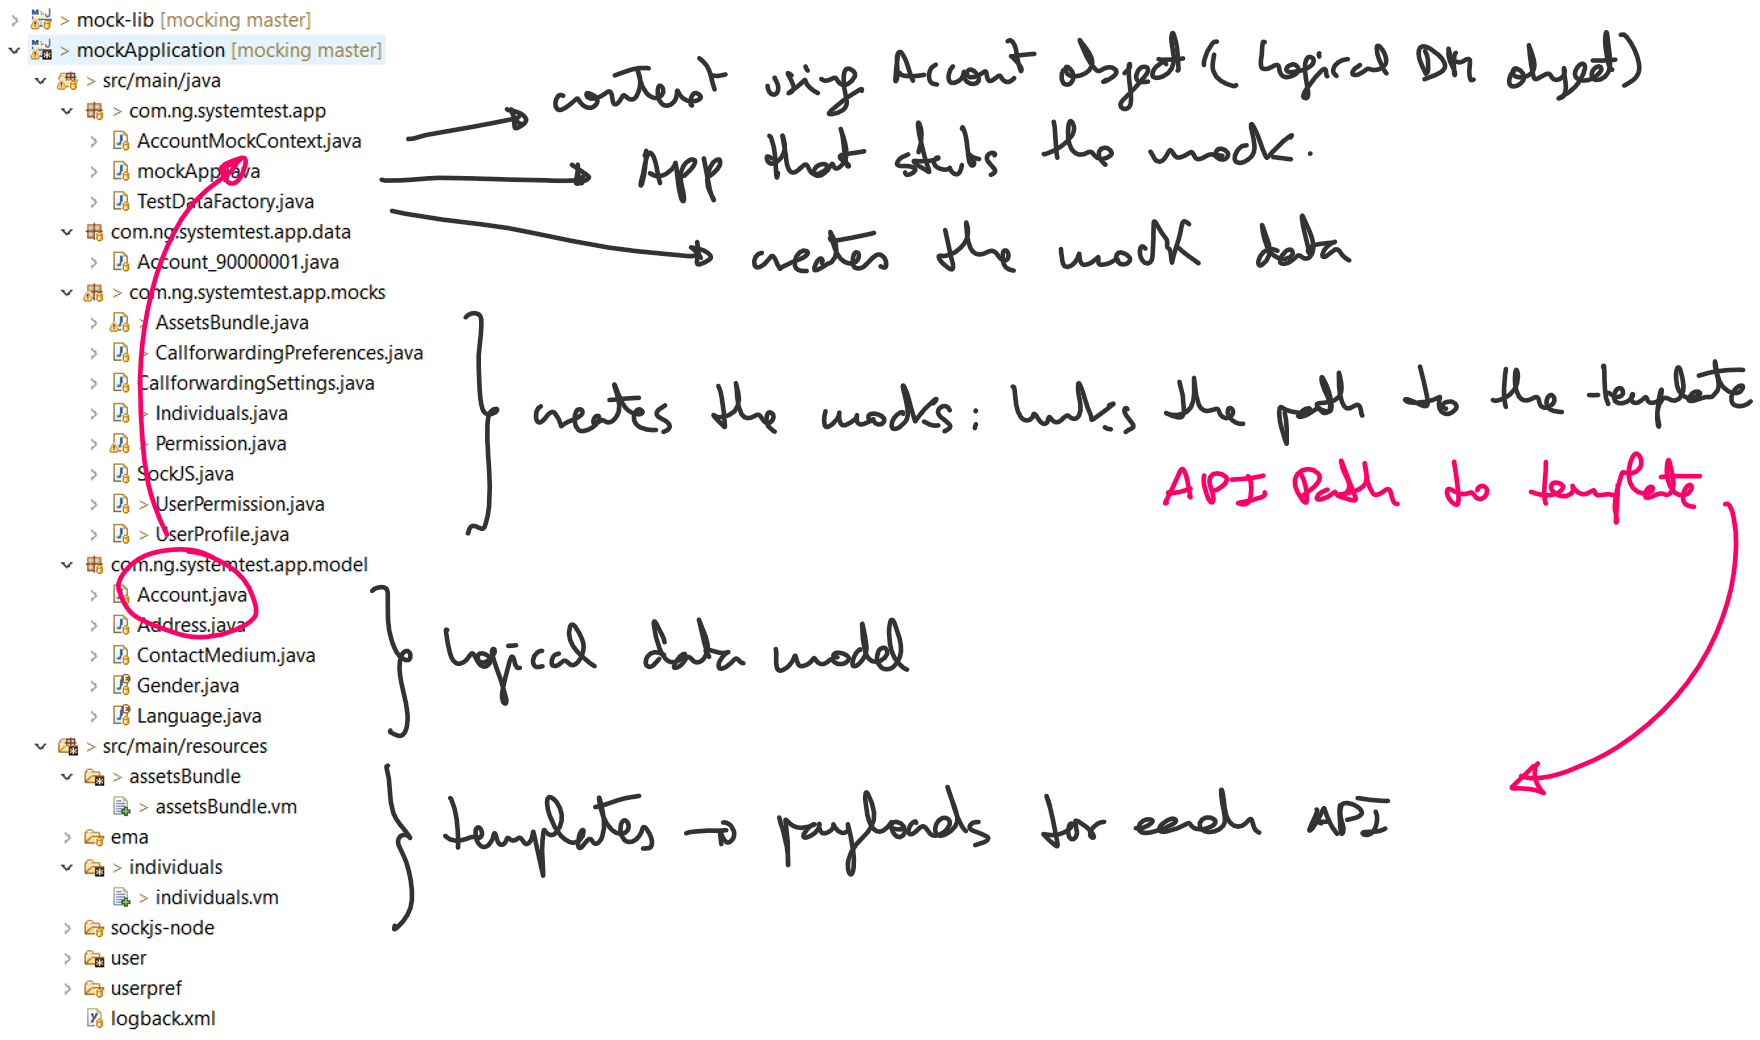 > mock-lib [mocking master]
> mockApplication [mocking master]
> src/main/java
> com.ng.systemtest.app
AccountMockContext.java
context using Accont object ( Logical DM object)
mockApp.java
App that starts the mock.
TestDataFactory.java
creates the mock data
com.ng.systemtest.app.data
Account_90000001.java
> com.ng.systemtest.app.mocks
> AssetsBundle.java
> CallforwardingPreferences.java
CallforwardingSettings.java
> Individuals.java
> Permission.java
SockJS.java
> UserPermission.java
> UserProfile.java
creates the mocks: links the path to the template
API Path to template
com.ng.systemtest.app.model
Account.java
Address.java
ContactMedium.java
Gender.java
Language.java
Logical data model
> src/main/resources
> assetsBundle
> assetsBundle.vm
ema
> individuals
> individuals.vm
templates → payloads for each API
sockjs-node
user
userpref
logback.xml